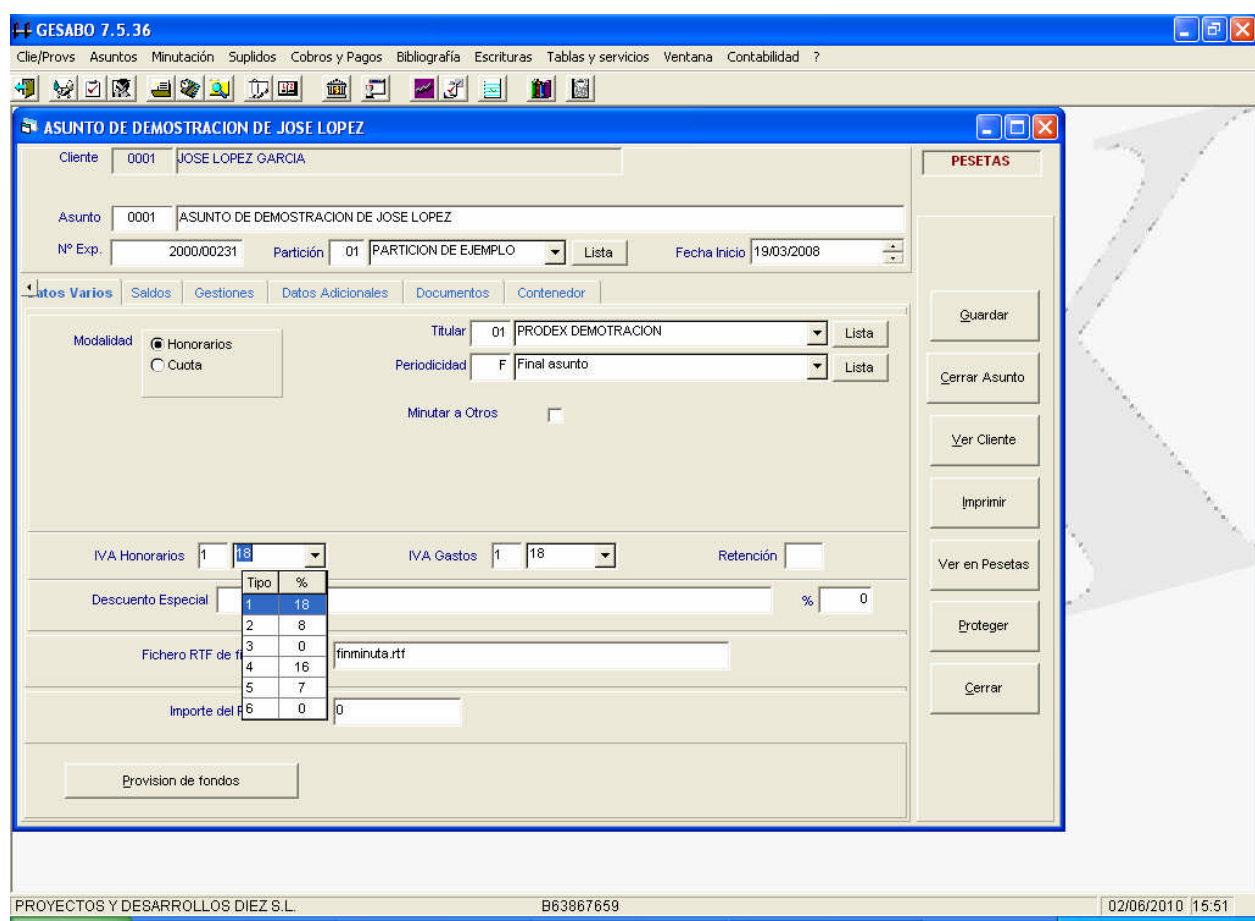 GESABO 7.5.36
Clie/Provs Asuntos Minutación Suplidos Cobros y Pagos Bibliografía Escrituras Tablas y servicios Ventana Contabilidad ?
ASUNTO DE DEMOSTRACION DE JOSE LOPEZ
Cliente 0001 JOSE LOPEZ GARCIA PESETAS
Asunto 0001 ASUNTO DE DEMOSTRACION DE JOSE LOPEZ
Nº Exp. 2000/00231 Partición 01 PARTICION DE EJEMPLO Lista Fecha Inicio 19/03/2008
atos Varios Saldos Gestiones Datos Adicionales Documentos Contenedor
Guardar
Modalidad Honorarios Titular 01 PRODEX DEMOTRACION Lista
Cuota Periodicidad F Final asunto Lista
Cerrar Asunto
Minutar a Otros
Ver Cliente
Imprimir
IVA Honorarios 1 18 IVA Gastos 1 18 Retención
Ver en Pesetas
Tipo %
Descuento Especial 1 18 % 0
2 8
Proteger
3 0
Fichero RTF de fi finminuta.rtf
4 16
5 7
Cerrar
Importe del 6 0 0
Provision de fondos
PROYECTOS Y DESARROLLOS DIEZ S.L. B63867659 02/06/2010 15:51